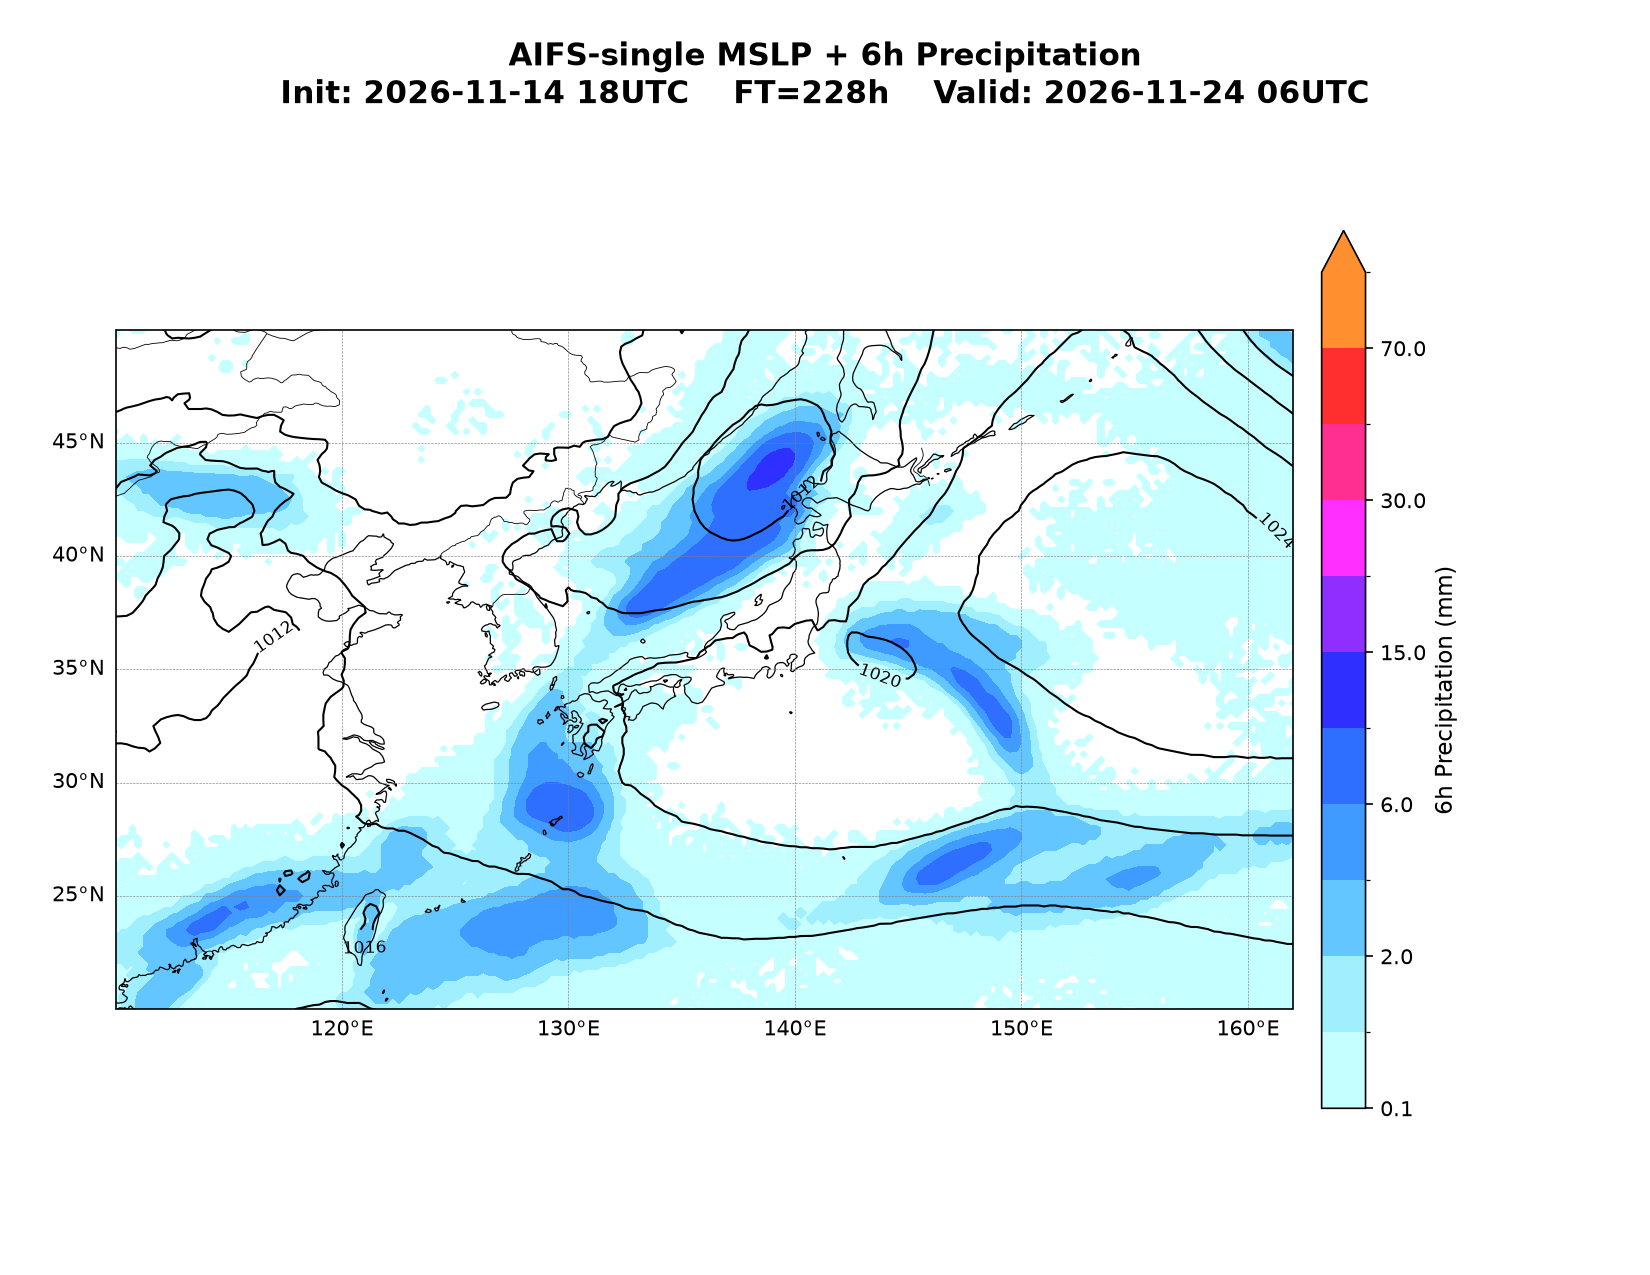 AIFS-single MSLP + 6h Precipitation
Init: 2026-11-14 18UTC    FT=228h    Valid: 2026-11-24 06UTC
70.0
45°N
1012
30.0
1024
40°N
1012
15.0
35°N
1020
6h Precipitation (mm)
30°N
6.0
25°N
1016
2.0
120°E
130°E
140°E
150°E
160°E
0.1